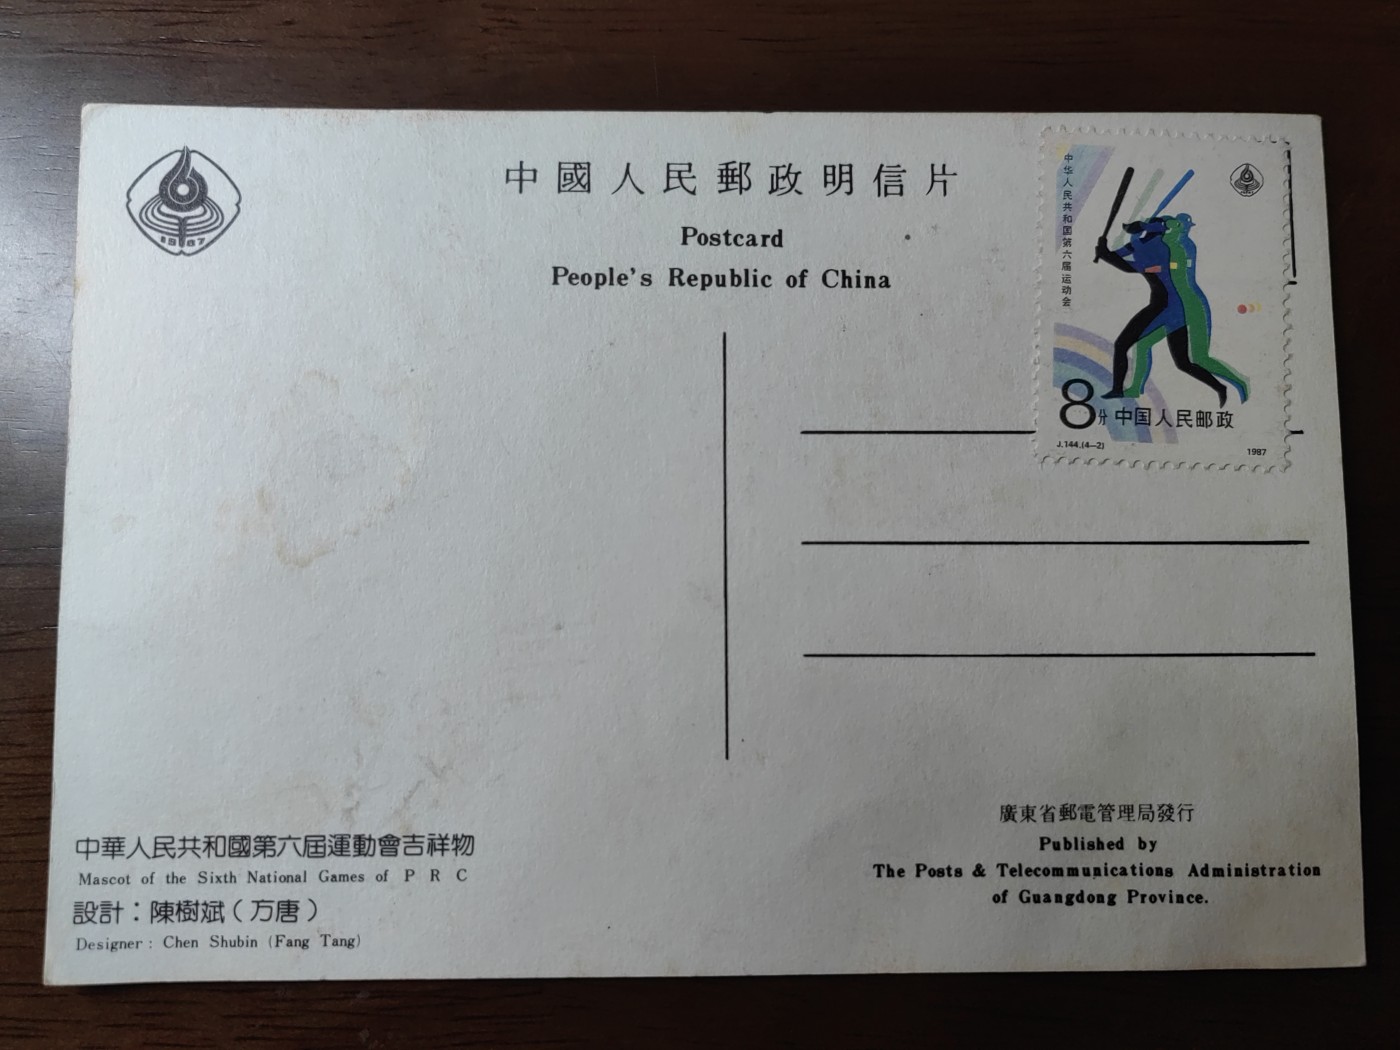 1987
中國人民郵政明信片
Postcard
People's Republic of China
中华人民共和国第六届运动会
8分 中国人民邮政
J.144.(4—2)
1987
中華人民共和國第六屆運動會吉祥物
Mascot of the Sixth National Games of P R C
設計：陳樹斌（方唐）
Designer: Chen Shubin (Fang Tang)
廣東省郵電管理局發行
Published by
The Posts & Telecommunications Administration
of Guangdong Province.